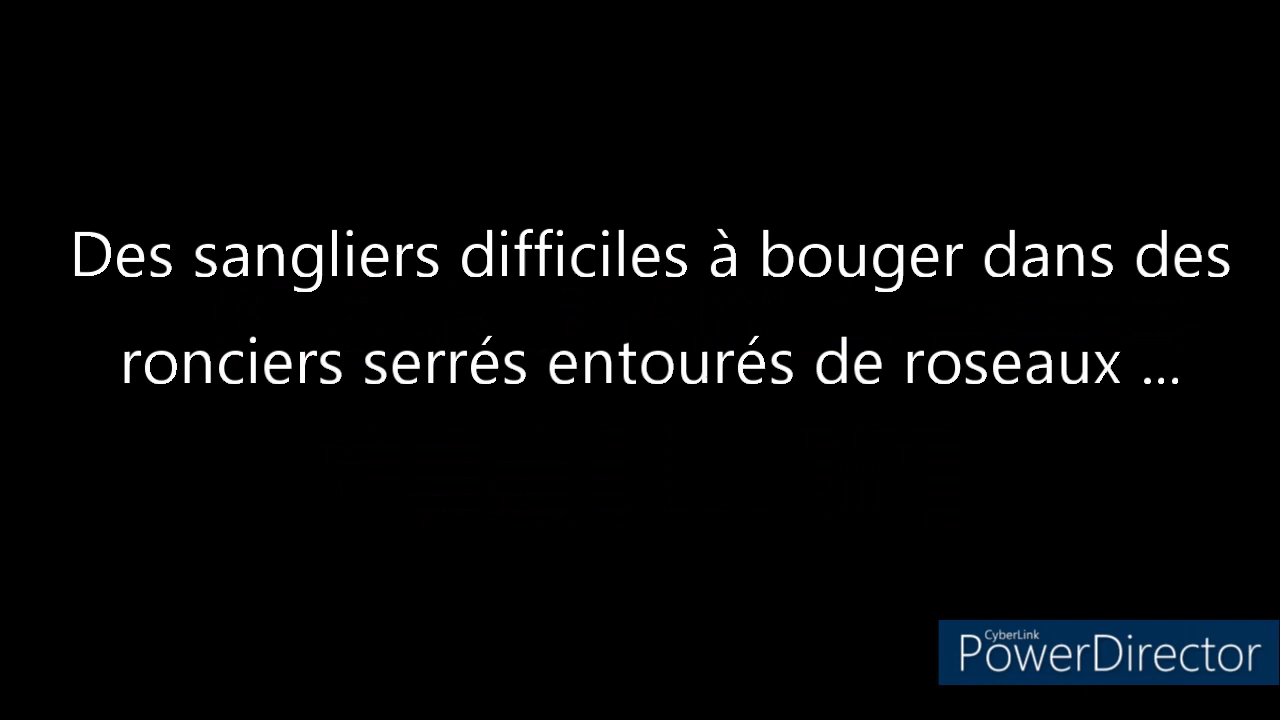 Des sangliers difficiles à bouger dans des
ronciers serrés entourés de roseaux ...
CyberLink
PowerDirector